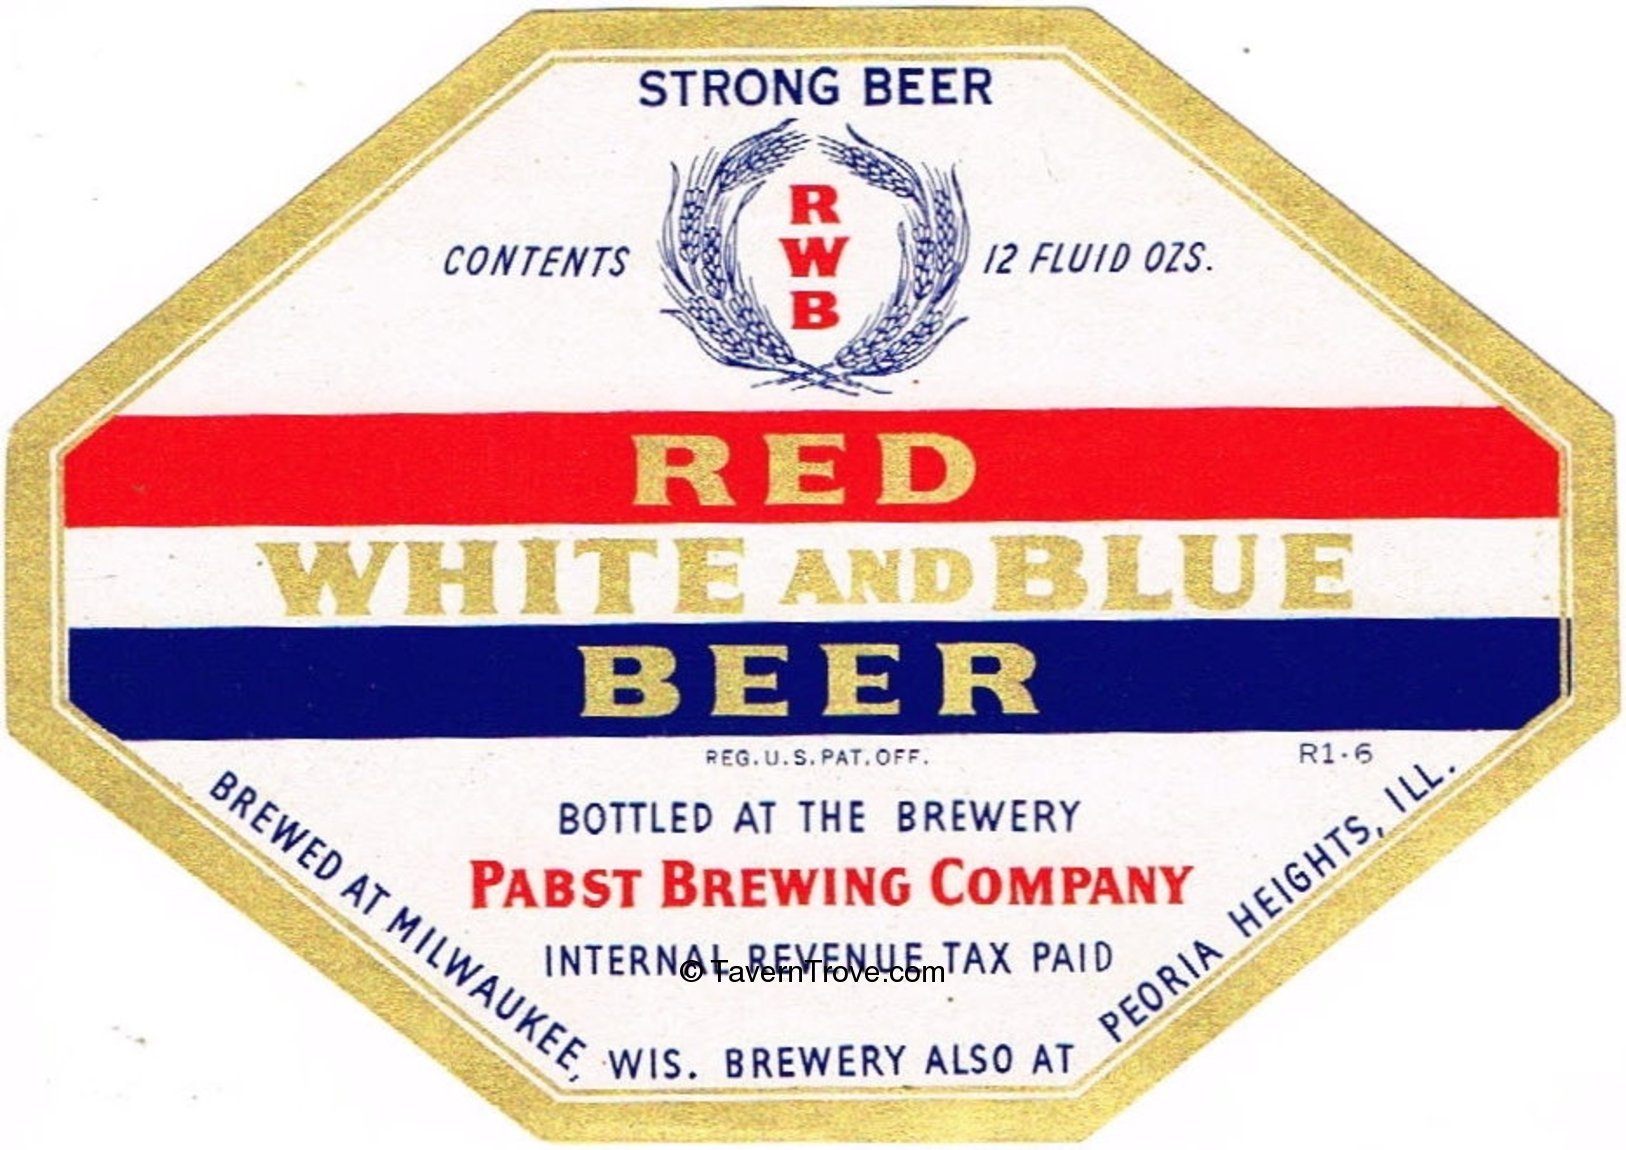 STRONG BEER
R
W
B
CONTENTS 12 FLUID OZS.
RED
WHITE AND BLUE
BEER
REG. U. S. PAT. OFF.
R1-6
BOTTLED AT THE BREWERY
PABST BREWING COMPANY
INTERNAL REVENUE TAX PAID
© TavernTrove.com
BREWED AT MILWAUKEE, WIS. BREWERY ALSO AT PEORIA HEIGHTS, ILL.